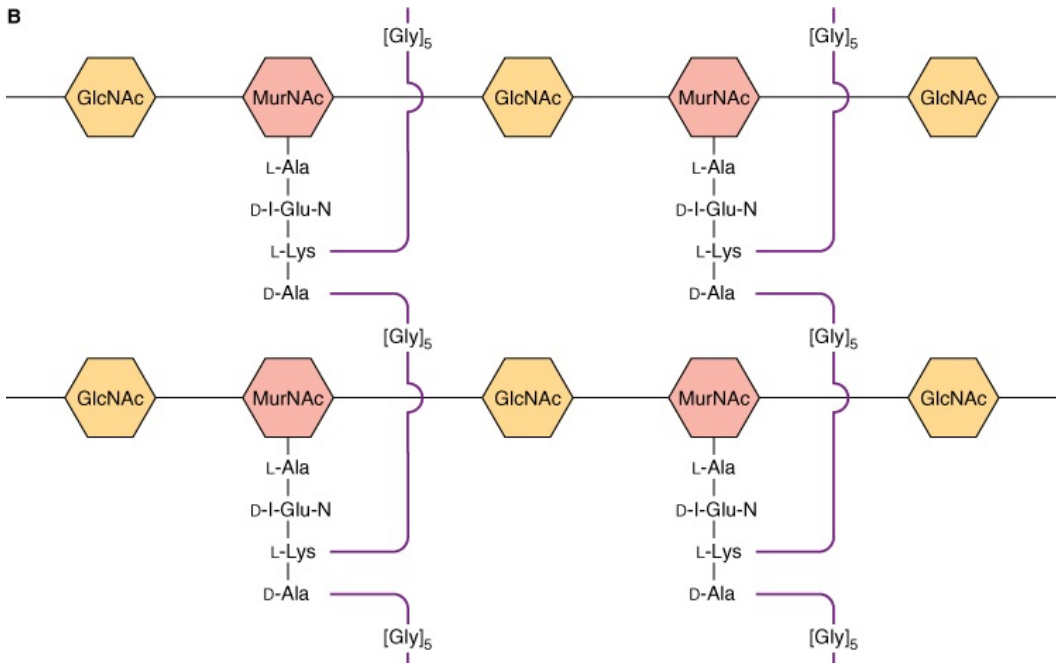 B
[Gly]5 [Gly]5
GlcNAc MurNAc GlcNAc MurNAc GlcNAc
L-Ala L-Ala
D-I-Glu-N D-I-Glu-N
L-Lys L-Lys
D-Ala D-Ala
[Gly]5 [Gly]5
GlcNAc MurNAc GlcNAc MurNAc GlcNAc
L-Ala L-Ala
D-I-Glu-N D-I-Glu-N
L-Lys L-Lys
D-Ala D-Ala
[Gly]5 [Gly]5